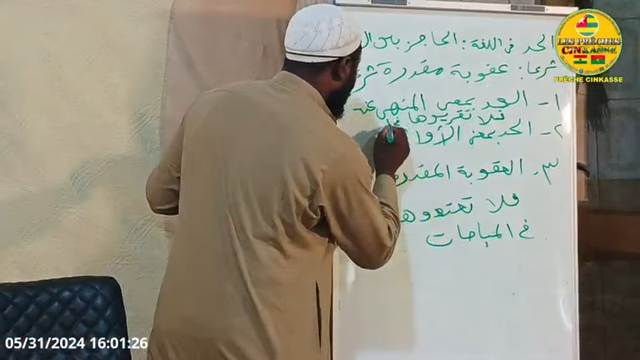 الحد في اللغة: الحاجز بين
شرعا: عقوبة مقدرة
١- الحد بمعنى المنهي عنه
فلا تقربوها
٢- الحد بمعنى الأوا
٣- العقوبة المقدرة
فلا تعتدوها
في المباحات
LES PRÊCHES
CINKASSE
PRÊCHE CINKASSE
05/31/2024 16:01:26